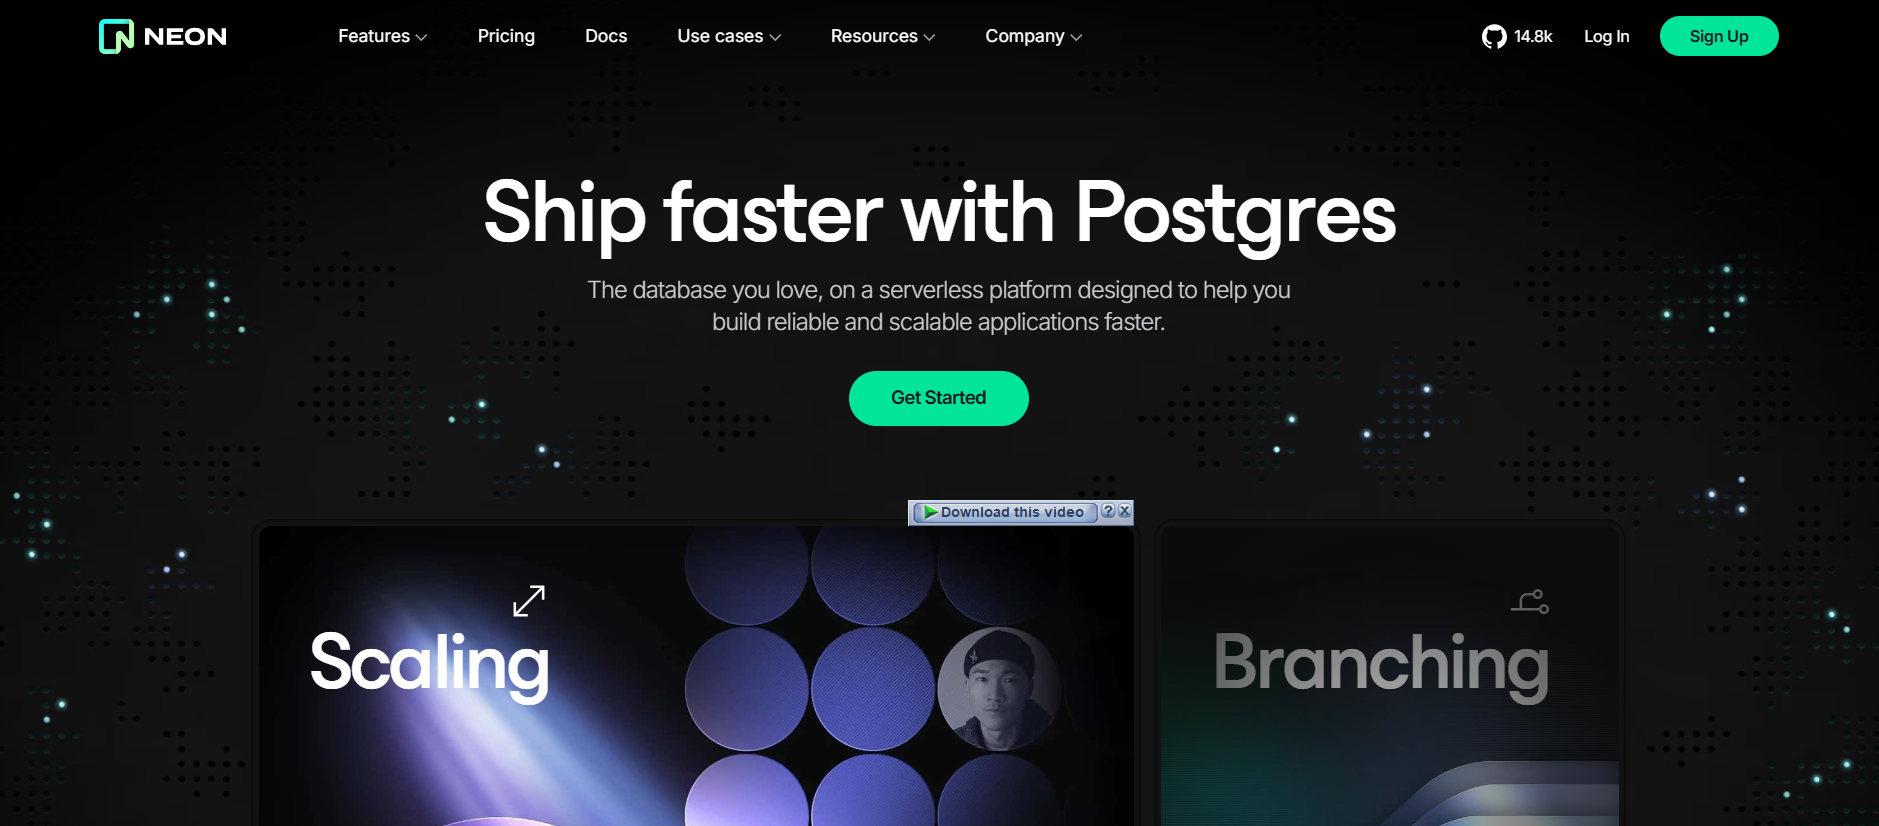 NEON
Features
Pricing
Docs
Use cases
Resources
Company
14.8k
Log In
Sign Up
Ship faster with Postgres
The database you love, on a serverless platform designed to help you
build reliable and scalable applications faster.
Get Started
Download this video
?
x
Scaling
Branching